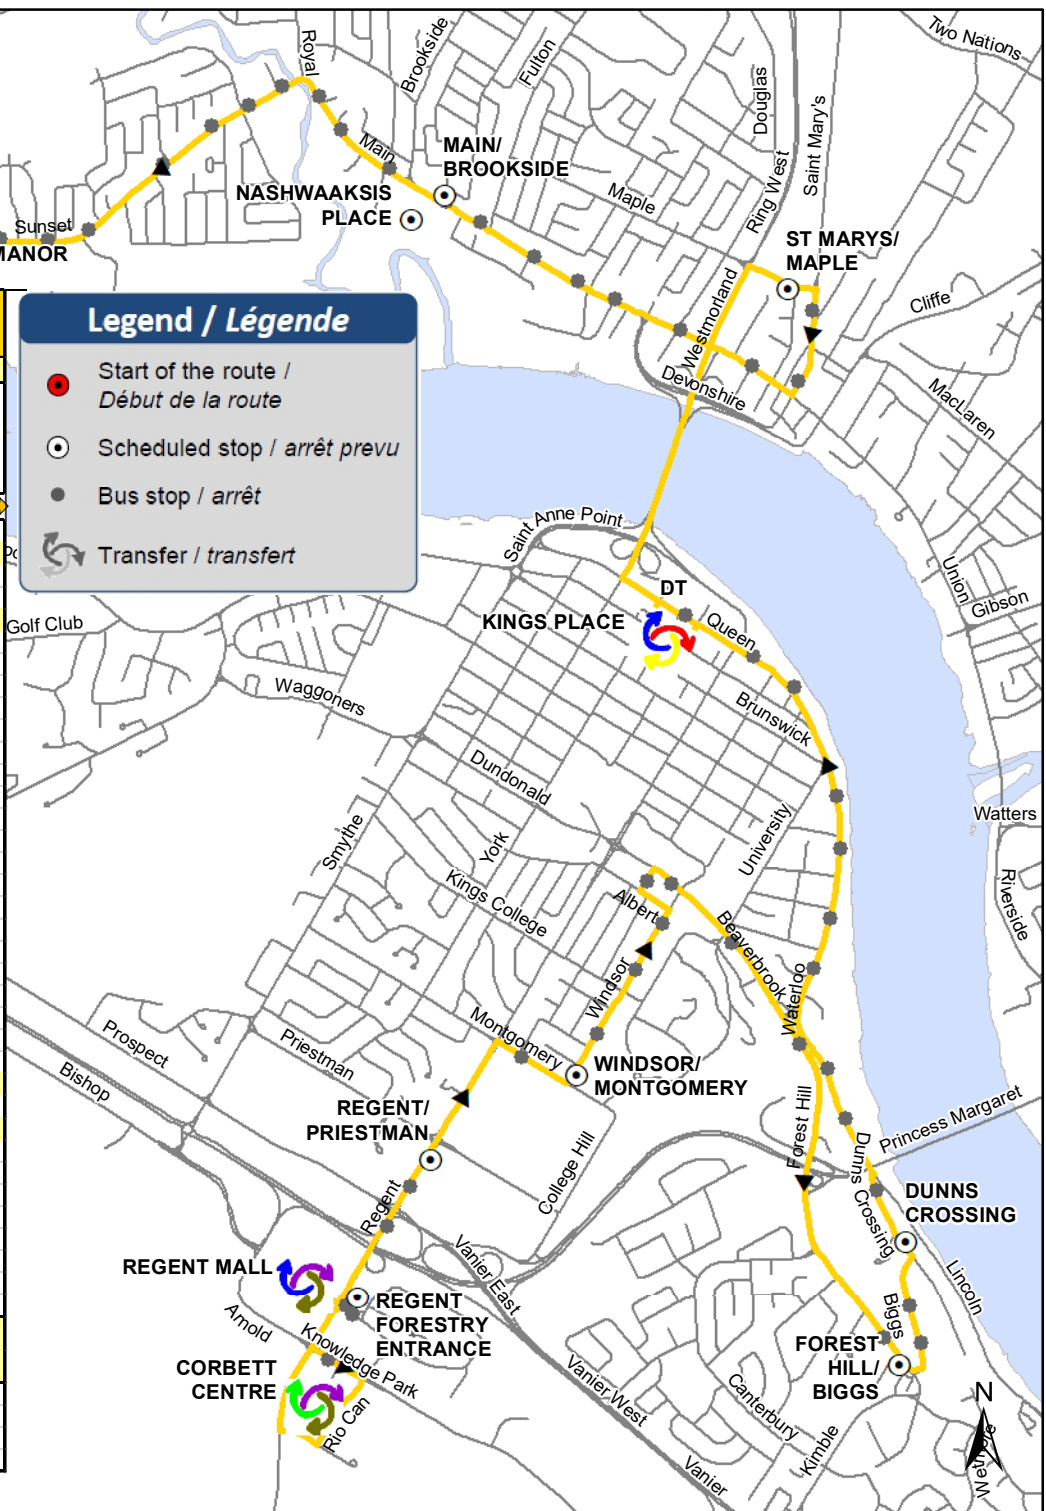 Two Nations
Royal
Brookside
Fulton
Douglas
Saint Mary's
Main
MAIN/
BROOKSIDE
NASHWAAKSIS
PLACE
Maple
Ring West
Sunset
MANOR
ST MARYS/
MAPLE
Westmorland
Cliffe
Devonshire
MacLaren
Legend / Légende
Start of the route /
Début de la route
Scheduled stop / arrêt prevu
Bus stop / arrêt
Transfer / transfert
Saint Anne Point
Union
Gibson
DT
KINGS PLACE
Queen
Golf Club
Waggoners
Brunswick
Dundonald
Smythe
York
University
Watters
Riverside
Kings College
Albert
Beaverbrook
Windsor
Waterloo
Montgomery
Prospect
Priestman
Bishop
WINDSOR/
MONTGOMERY
REGENT/
PRIESTMAN
Forest Hill
Princess Margaret
College Hill
Dunns Crossing
DUNNS
CROSSING
Regent
Vanier East
Lincoln
REGENT MALL
REGENT
FORESTRY
ENTRANCE
Arnold
Knowledge Park
Biggs
FOREST
HILL/
BIGGS
CORBETT
CENTRE
Rio Can
Vanier West
Canterbury
Kimble
Vanier
N